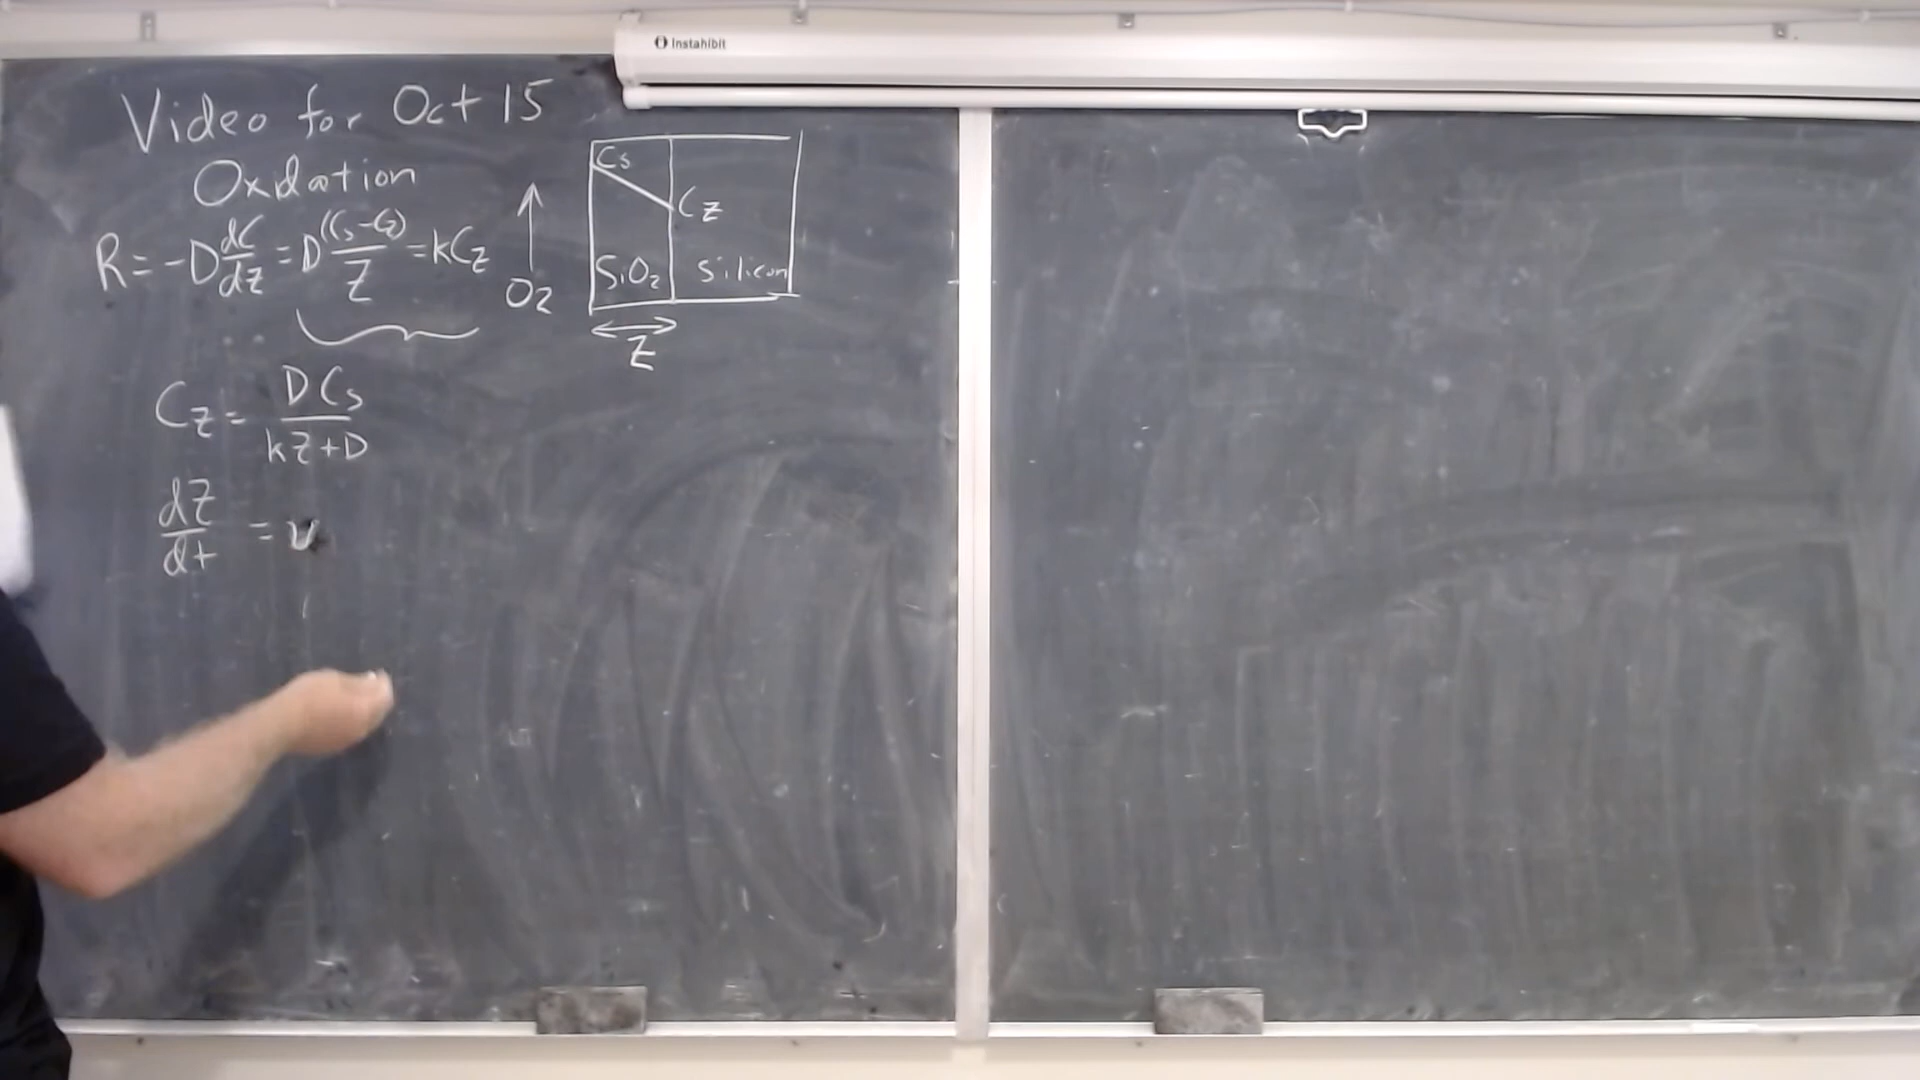 Instahibit
Video for Oct 15
Oxidation
R = -D dC/dz = D (Cs-Cz)/Z = kCz
Cz = D Cs / kZ+D
dZ/dt = v
Cs
Cz
SiO2
Silicon
O2
Z